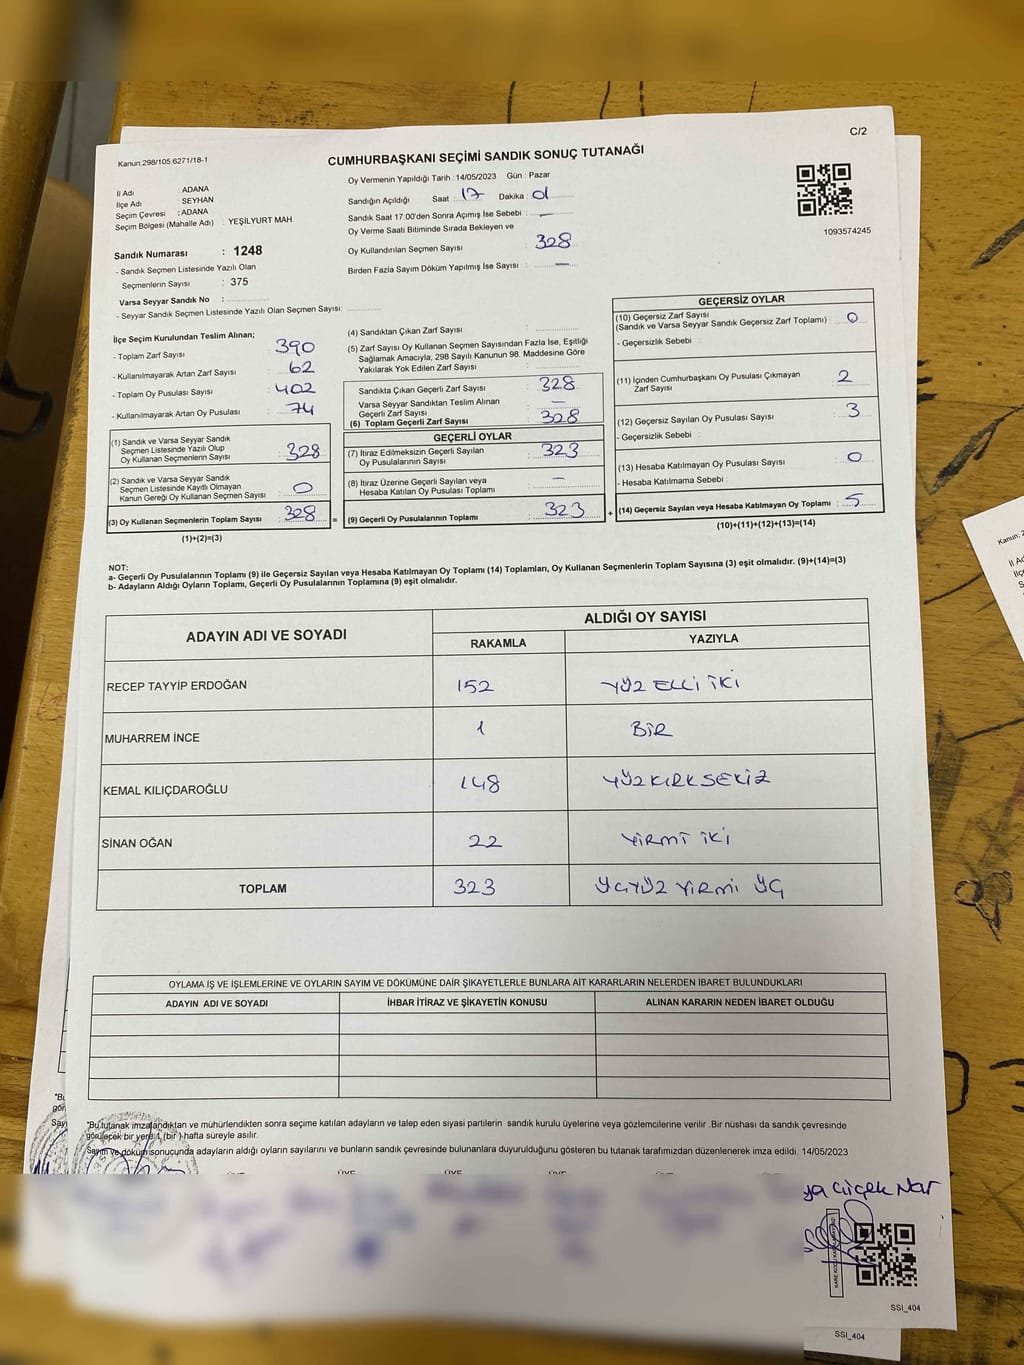 C/2
Kanun:298/105,6271/18-1
CUMHURBAŞKANI SEÇİMİ SANDIK SONUÇ TUTANAĞI
İl Adı : ADANA
İlçe Adı : SEYHAN
Seçim Çevresi : ADANA
Seçim Bölgesi (Mahalle Adı) : YEŞİLYURT MAH
Sandık Numarası : 1248
- Sandık Seçmen Listesinde Yazılı Olan
Seçmenlerin Sayısı : 375
Varsa Seyyar Sandık No :
- Seyyar Sandık Seçmen Listesinde Yazılı Olan Seçmen Sayısı:
Oy Vermenin Yapıldığı Tarih : 14/05/2023 Gün : Pazar
Sandığın Açıldığı Saat : 17 Dakika : 01
Sandık Saat 17:00'den Sonra Açımış İse Sebebi : —
Oy Verme Saati Bitiminde Sırada Bekleyen ve
Oy Kullandırılan Seçmen Sayısı : 328
Birden Fazla Sayım Döküm Yapılmış İse Sayısı : —
1093574245
İlçe Seçim Kurulundan Teslim Alınan;
- Toplam Zarf Sayısı : 390
- Kullanılmayarak Artan Zarf Sayısı : 62
- Toplam Oy Pusulası Sayısı : 402
- Kullanılmayarak Artan Oy Pusulası : 74
(1) Sandık ve Varsa Seyyar Sandık
Seçmen Listesinde Yazılı Olup
Oy Kullanan Seçmenlerin Sayısı : 328
(2) Sandık ve Varsa Seyyar Sandık
Seçmen Listesinde Kayıtlı Olmayan
Kanun Gereği Oy Kullanan Seçmen Sayısı : 0
(3) Oy Kullanan Seçmenlerin Toplam Sayısı : 328
(1)+(2)=(3)
(4) Sandıktan Çıkan Zarf Sayısı :
(5) Zarf Sayısı Oy Kullanan Seçmen Sayısından Fazla İse, Eşitliği
Sağlamak Amacıyla; 298 Sayılı Kanunun 98. Maddesine Göre
Yakılarak Yok Edilen Zarf Sayısı :
Sandıkta Çıkan Geçerli Zarf Sayısı : 328
Varsa Seyyar Sandıktan Teslim Alınan
Geçerli Zarf Sayısı : —
(6) Toplam Geçerli Zarf Sayısı : 328
GEÇERLİ OYLAR
(7) İtiraz Edilmeksizin Geçerli Sayılan
Oy Pusulalarının Sayısı : 323
(8) İtiraz Üzerine Geçerli Sayılan veya
Hesaba Katılan Oy Pusulası Toplamı : —
= (9) Geçerli Oy Pusulalarının Toplamı : 323
GEÇERSİZ OYLAR
(10) Geçersiz Zarf Sayısı
(Sandık ve Varsa Seyyar Sandık Geçersiz Zarf Toplamı) : 0
- Geçersizlik Sebebi :
(11) İçinden Cumhurbaşkanı Oy Pusulası Çıkmayan
Zarf Sayısı : 2
(12) Geçersiz Sayılan Oy Pusulası Sayısı : 3
- Geçersizlik Sebebi :
(13) Hesaba Katılmayan Oy Pusulası Sayısı : 0
- Hesaba Katılmama Sebebi :
+ (14) Geçersiz Sayılan veya Hesaba Katılmayan Oy Toplamı : 5
(10)+(11)+(12)+(13)=(14)
NOT:
a- Geçerli Oy Pusulalarının Toplamı (9) ile Geçersiz Sayılan veya Hesaba Katılmayan Oy Toplamı (14) Toplamları, Oy Kullanan Seçmenlerin Toplam Sayısına (3) eşit olmalıdır. (9)+(14)=(3)
b- Adayların Aldığı Oyların Toplamı, Geçerli Oy Pusulalarının Toplamına (9) eşit olmalıdır.
ADAYIN ADI VE SOYADI
ALDIĞI OY SAYISI
RAKAMLA YAZIYLA
RECEP TAYYİP ERDOĞAN 152 YÜZ ELLİ İKİ
MUHARREM İNCE 1 BİR
KEMAL KILIÇDAROĞLU 148 YÜZ KIRK SEKİZ
SİNAN OĞAN 22 YİRMİ İKİ
TOPLAM 323 ÜÇYÜZ YİRMİ ÜÇ
OYLAMA İŞ VE İŞLEMLERİNE VE OYLARIN SAYIM VE DÖKÜMÜNE DAİR ŞİKAYETLERLE BUNLARA AİT KARARLARIN NELERDEN İBARET BULUNDUKLARI
ADAYIN ADI VE SOYADI İHBAR İTİRAZ VE ŞİKAYETİN KONUSU ALINAN KARARIN NEDEN İBARET OLDUĞU
"Bu tutanak imzalandıktan ve mühürlendikten sonra seçime katılan adayların ve talep eden siyasi partilerin sandık kurulu üyelerine veya gözlemcilerine verilir. Bir nüshası da sandık çevresinde
görülecek bir yere 1 (bir) hafta süreyle asılır.
Sayım ve döküm sonucunda adayların aldığı oyların sayılarını ve bunların sandık çevresinde bulunanlara duyurulduğunu gösteren bu tutanak tarafımızdan düzenlenerek imza edildi. 14/05/2023
Çiçek Nar
SSI_404
SSI_404